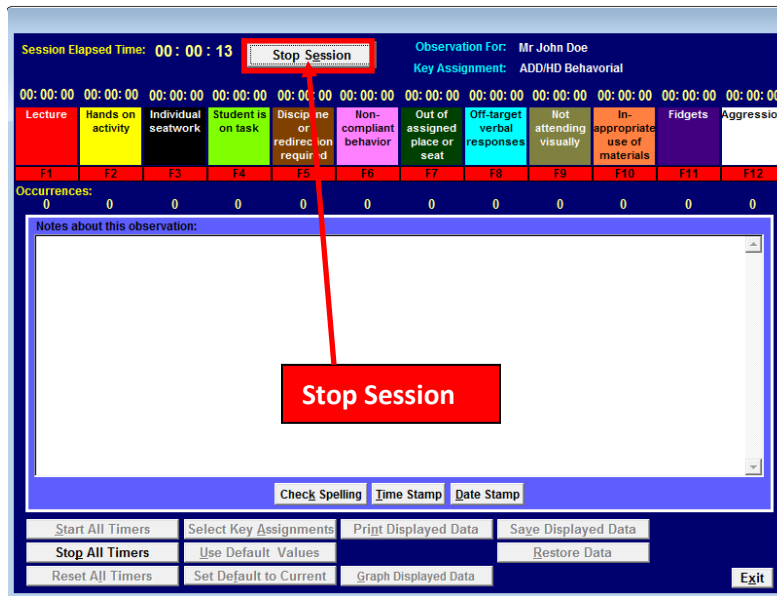 Session Elapsed Time: 00:00:13 Stop Session Observation For: Mr John Doe
Key Assignment: ADD/HD Behavorial
00:00:00 00:00:00 00:00:00 00:00:00 00:00:00 00:00:00 00:00:00 00:00:00 00:00:00 00:00:00 00:00:00 00:00:00
Lecture
Hands on
activity
Individual
seatwork
Student is
on task
Discipline
or
redirection
required
Non-
compliant
behavior
Out of
assigned
place or
seat
Off-target
verbal
responses
Not
attending
visually
In-
appropriate
use of
materials
Fidgets
Aggressio
F1 F2 F3 F4 F5 F6 F7 F8 F9 F10 F11 F12
Occurrences:
0 0 0 0 0 0 0 0 0 0 0 0
Notes about this observation:
Stop Session
Check Spelling Time Stamp Date Stamp
Start All Timers Select Key Assignments Print Displayed Data Save Displayed Data
Stop All Timers Use Default Values Restore Data
Reset All Timers Set Default to Current Graph Displayed Data Exit